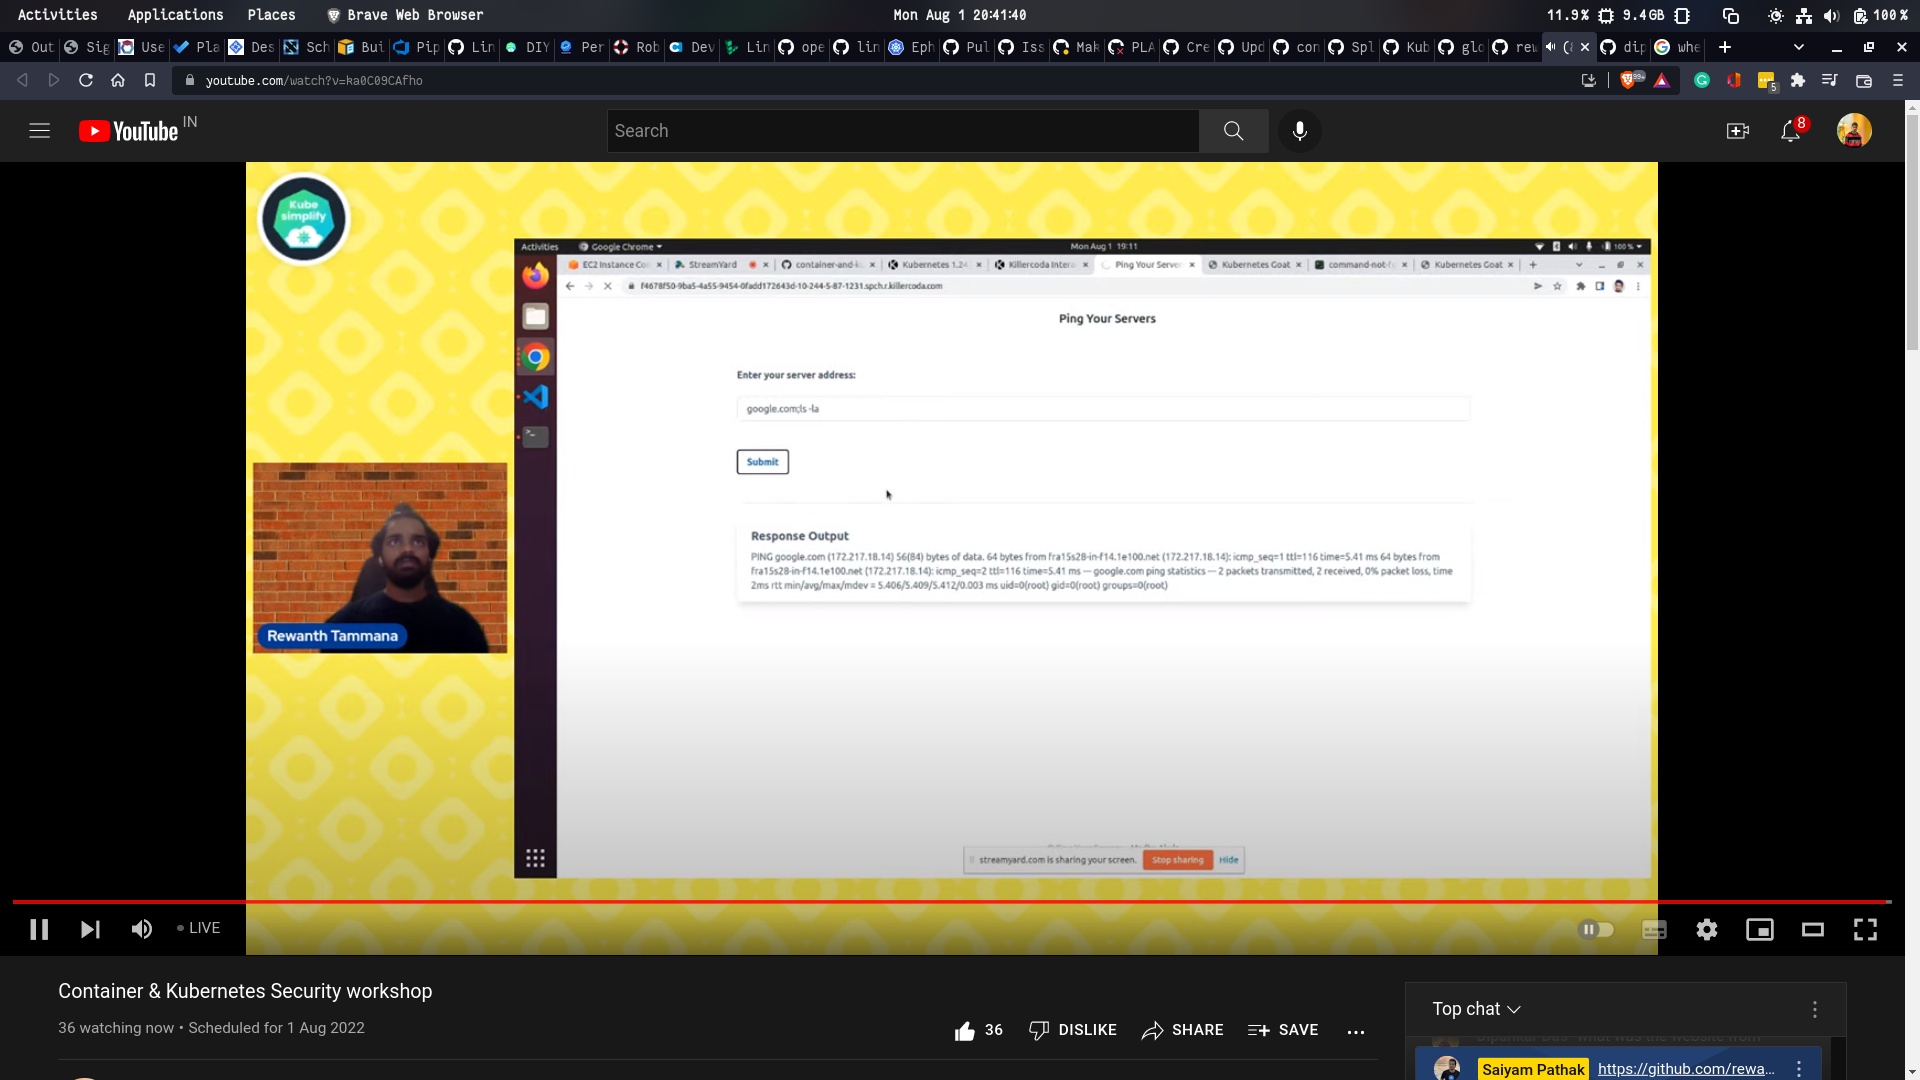 Activities Applications Places Brave Web Browser Mon Aug 1 20:41:40 11.9% 9.4GB 100%
Out Sig Use Pla Des Sch Bui Pip Lin DIY Per Rob Dev Lin ope lin Eph Pul Iss Mak PLA Cre Upd con Spl Kub glo rew dip whe
youtube.com/watch?v=ka0C09CAfho 99+ 5
YouTube IN Search 8
Kube
simplify
Activities Google Chrome Mon Aug 1 19:11 100%
EC2 Instance Co StreamYard container-and-k Kubernetes 1.24 Killercoda Intera Ping Your Server Kubernetes Goat command-not-f Kubernetes Goat
f4678f50-9ba5-4a55-9454-0fadd172643d-10-244-5-87-1231.spch.r.killercoda.com
Ping Your Servers
Enter your server address:
google.com;ls -la
Submit
Response Output
PING google.com (172.217.18.14) 56(84) bytes of data. 64 bytes from fra15s28-in-f14.1e100.net (172.217.18.14): icmp_seq=1 ttl=116 time=5.41 ms 64 bytes from
fra15s28-in-f14.1e100.net (172.217.18.14): icmp_seq=2 ttl=116 time=5.41 ms --- google.com ping statistics --- 2 packets transmitted, 2 received, 0% packet loss, time
2ms rtt min/avg/max/mdev = 5.406/5.409/5.412/0.003 ms uid=0(root) gid=0(root) groups=0(root)
Rewanth Tammana
streamyard.com is sharing your screen. Stop sharing Hide
LIVE
Container & Kubernetes Security workshop
36 watching now • Scheduled for 1 Aug 2022
36 DISLIKE SHARE SAVE
Top chat
Saiyam Pathak https://github.com/rewa...